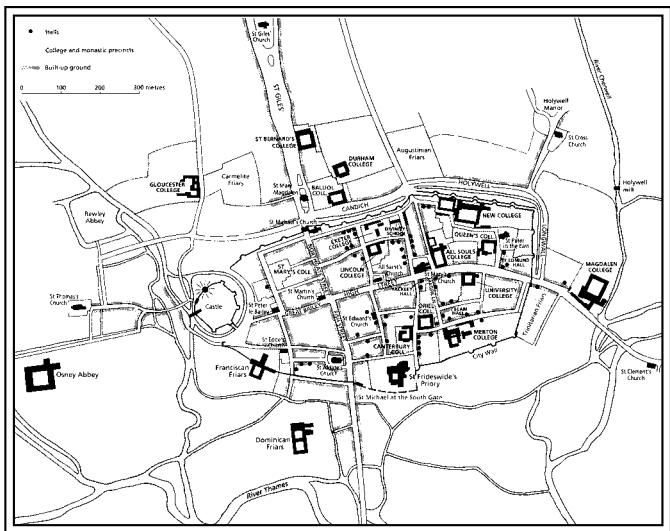 Halls
College and monastic precincts
Built-up ground
0 100 200 300 metres
St Giles'
Church
ST GILES'
River Cherwell
Holywell
Manor
St Cross
Church
ST BERNARD'S
COLLEGE
DURHAM
COLLEGE
Augustinian
Friars
GLOUCESTER
COLLEGE
Carmelite
Friars
St Mary
Magdalen
BALLIOL
COLL.
HOLYWELL
Holywell
mill
CANDICH
Rewley
Abbey
St Michael's Church
EXETER
COLLEGE
DIVINITY
SCHOOL
NEW COLLEGE
QUEEN'S COLL.
St Peter
in the East
ALL SOULS
COLLEGE
ST EDMUND
HALL
MAGDALEN
COLLEGE
MARY'S COLL.
LINCOLN
COLLEGE
All Saint's
Church
St Martin's
Church
HALL
UNIVERSITY
COLLEGE
St Thomas's
Church
Castle
St Peter
le Bailey
ORIEL
COLL.
St Edward's
Church
MERTON
COLLEGE
Trinitarian Friars
CANTERBURY
COLL.
City Wall
St Clement's
Church
Osney Abbey
Franciscan
Friars
Church
St Frideswide's
Priory
St Michael at the South Gate
Dominican
Friars
River Thames